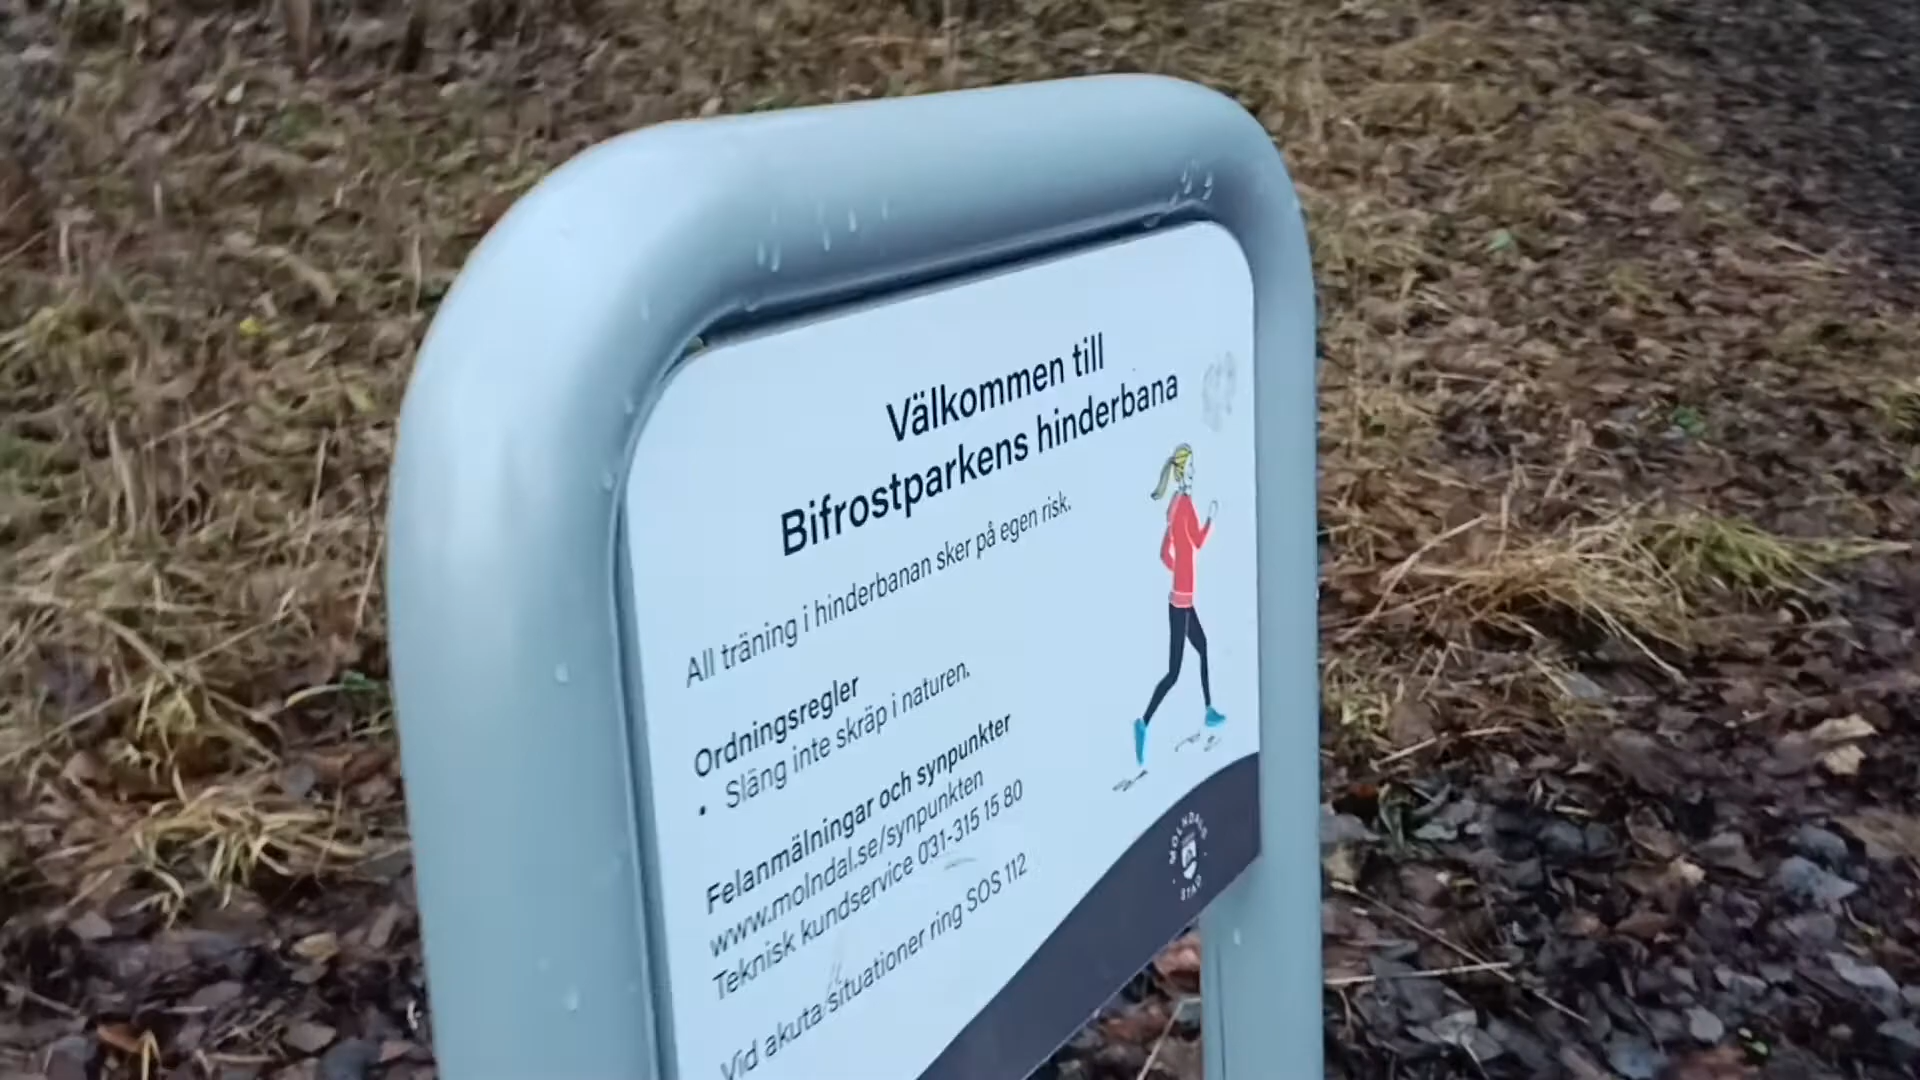 Välkommen till
Bifrostparkens hinderbana
All träning i hinderbanan sker på egen risk.
Ordningsregler
• Släng inte skräp i naturen.
Felanmälningar och synpunkter
www.molndal.se/synpunkten
Teknisk kundservice 031-315 15 80
Vid akuta situationer ring SOS 112
MÖLNDALS
STAD